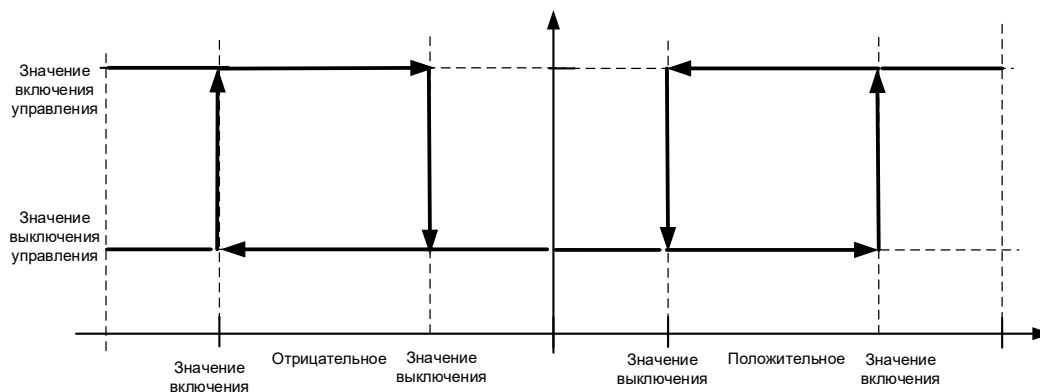 Значение
включения
управления
Значение
выключения
управления
Значение
включения
Отрицательное
Значение
выключения
Значение
выключения
Положительное
Значение
включения